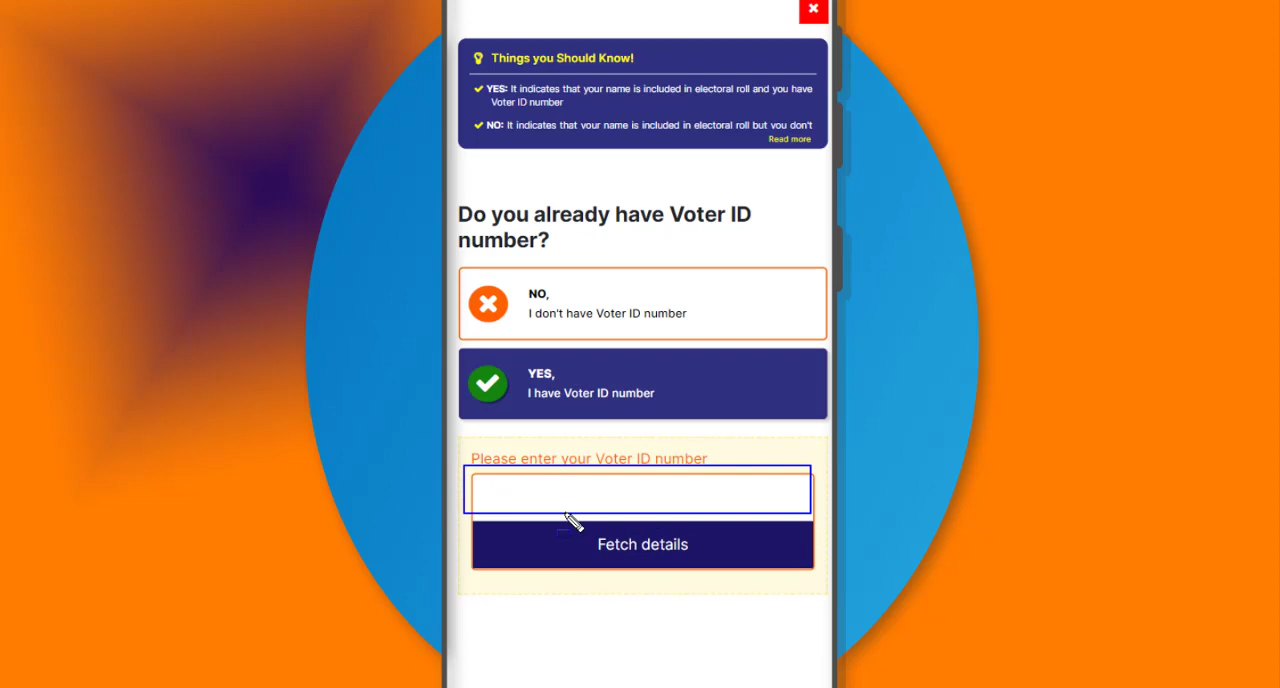 Things you Should Know!
YES: It indicates that your name is included in electoral roll and you have
Voter ID number
NO: It indicates that your name is included in electoral roll but you don't
Read more
Do you already have Voter ID
number?
NO,
I don't have Voter ID number
YES,
I have Voter ID number
Please enter your Voter ID number
Fetch details